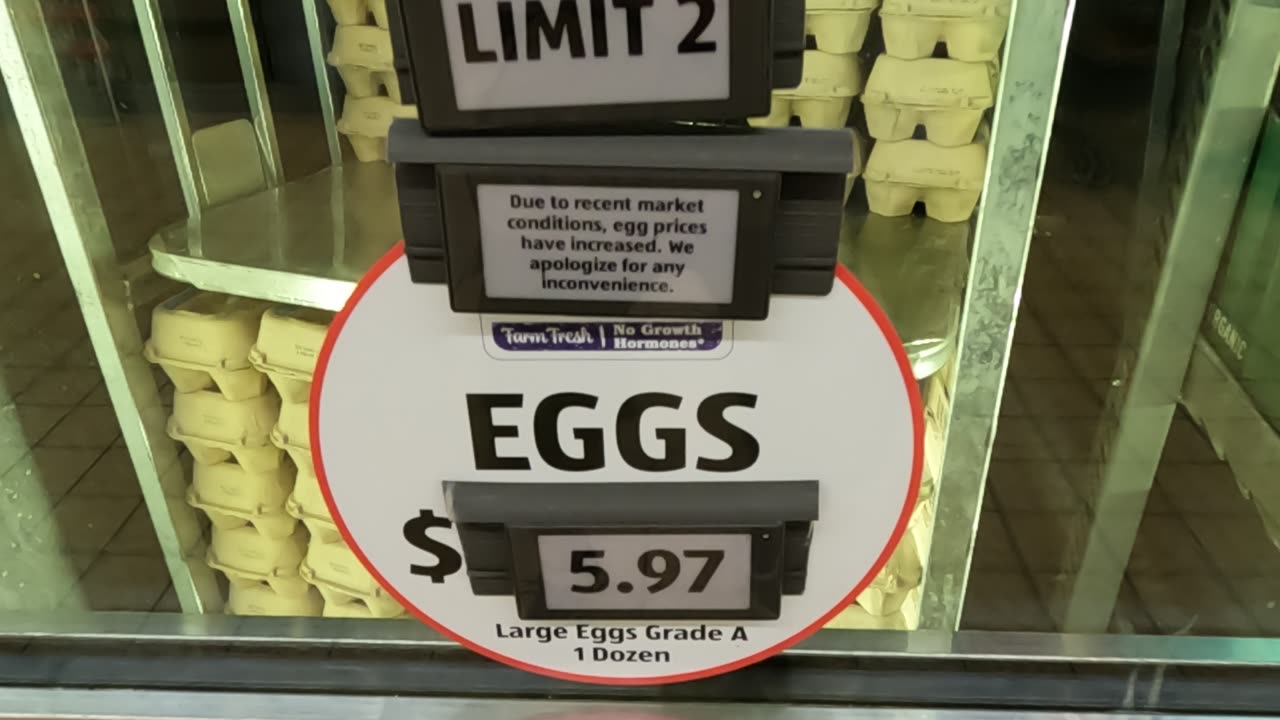 LIMIT 2
Due to recent market
conditions, egg prices
have increased. We
apologize for any
inconvenience.
Farm Fresh | No Growth
Hormones*
EGGS
$ 5.97
Large Eggs Grade A
1 Dozen
RGANIC